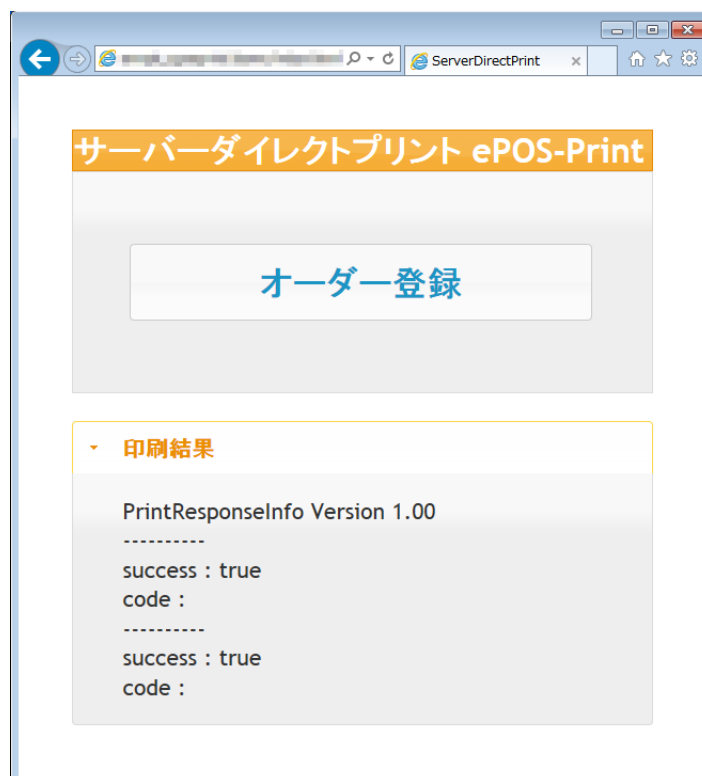 ServerDirectPrint
サーバーダイレクトプリント ePOS-Print
オーダー登録
印刷結果
PrintResponseInfo Version 1.00
----------
success : true
code :
----------
success : true
code :